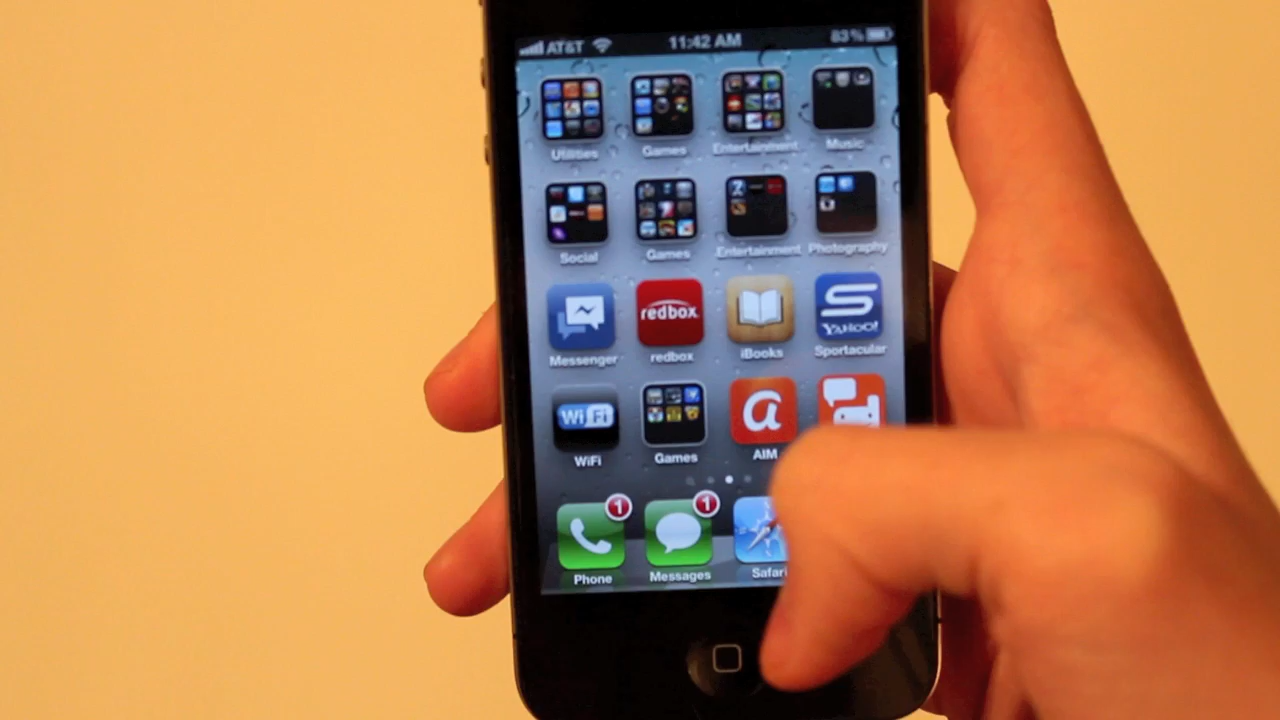 AT&T 11:42 AM 83%
Utilities Games Entertainment Music
Social Games Entertainment Photography
redbox. YAHOO!
Messenger redbox iBooks Sportacular
WiFi a
WiFi Games AIM
1 1
Phone Messages Safari